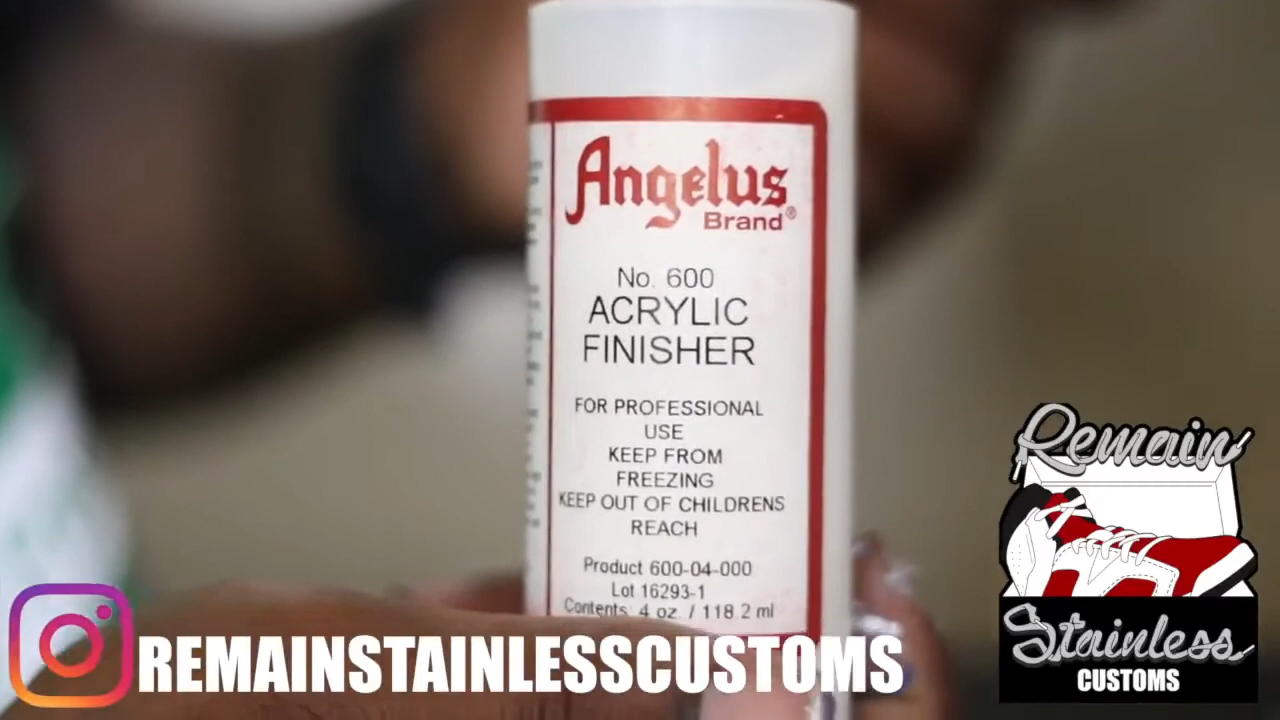 Angelus
Brand®
No. 600
ACRYLIC
FINISHER
FOR PROFESSIONAL
USE
KEEP FROM
FREEZING
KEEP OUT OF CHILDRENS
REACH
Product 600-04-000
Lot 16293-1
Contents: 4 oz. / 118.2 ml
REMAINSTAINLESSCUSTOMS
Remain
Stainless
CUSTOMS